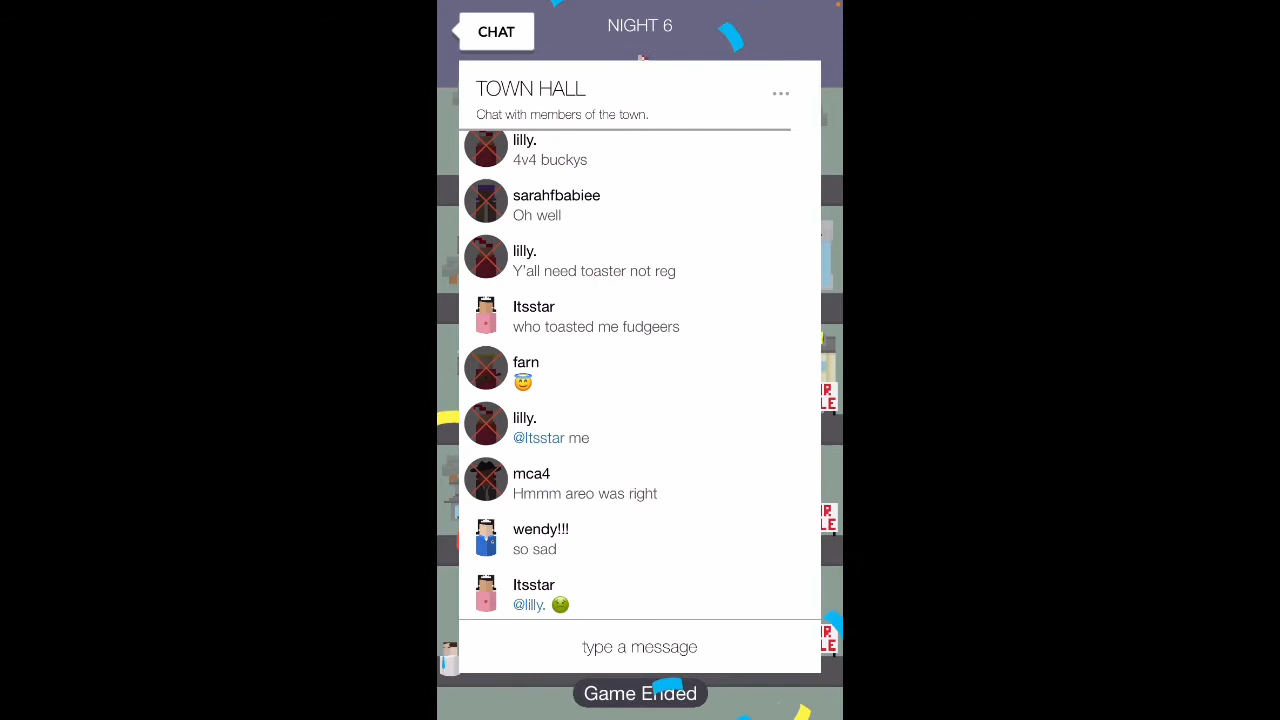 CHAT
NIGHT 6
TOWN HALL
Chat with members of the town.
lilly.
4v4 buckys
sarahfbabiee
Oh well
lilly.
Y'all need toaster not reg
Itsstar
who toasted me fudgeers
farn
😇
lilly.
@Itsstar me
mca4
Hmmm areo was right
wendy!!!
so sad
Itsstar
@lilly. 🤢
type a message
Game Ended